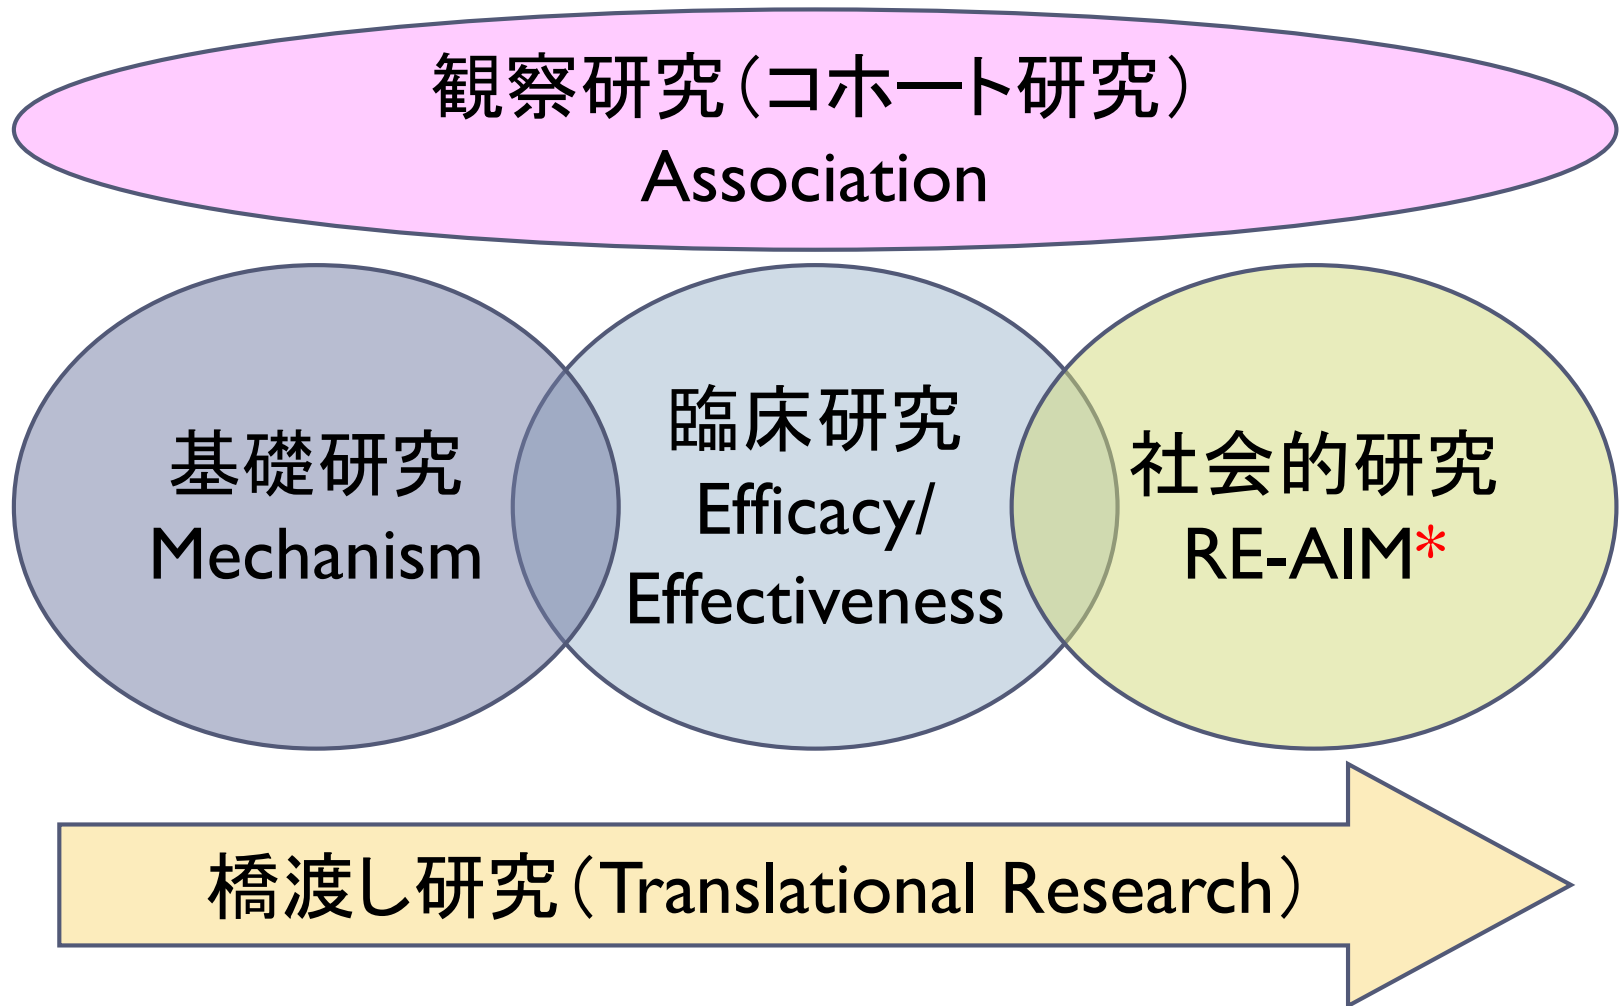 観察研究（コホート研究）
Association
基礎研究
Mechanism
臨床研究
Efficacy/
Effectiveness
社会的研究
RE-AIM*
橋渡し研究（Translational Research）